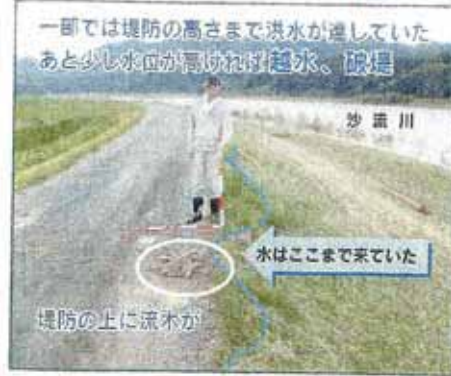 一部では堤防の高さまで洪水が達していた
あと少し水位が高ければ越水、破堤
沙流川
水はここまで来ていた
堤防の上に流木が